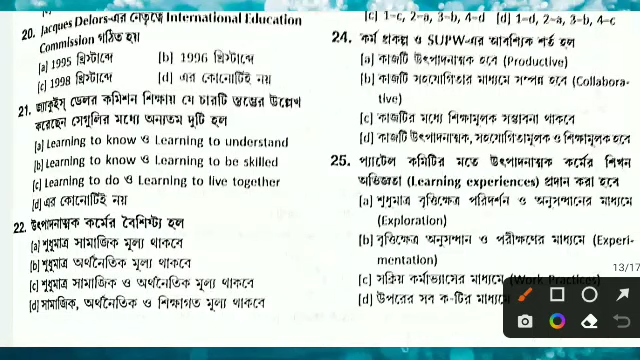 20. Jacques Delors-এর নেতৃত্বে International Education
Commission গঠিত হয়
[a] 1995 খ্রিস্টাব্দে [b] 1996 খ্রিস্টাব্দে
[c] 1998 খ্রিস্টাব্দে [d] এর কোনোটিই নয়
21. জ্যাকুইস্ ডেলর কমিশন শিক্ষায় যে চারটি স্তম্ভের উল্লেখ
করেছেন সেগুলির মধ্যে অন্যতম দুটি হল
[a] Learning to know ও Learning to understand
[b] Learning to know ও Learning to be skilled
[c] Learning to do ও Learning to live together
[d] এর কোনোটিই নয়
22. উৎপাদনাত্মক কর্মের বৈশিষ্ট্য হল
[a] শুধুমাত্র সামাজিক মূল্য থাকবে
[b] শুধুমাত্র অর্থনৈতিক মূল্য থাকবে
[c] শুধুমাত্র সামাজিক ও অর্থনৈতিক মূল্য থাকবে
[d] সামাজিক, অর্থনৈতিক ও শিক্ষাগত মূল্য থাকবে
[c] 1–c, 2–a, 3–b, 4–d [d] 1–d, 2–a, 3–b, 4–c
24. কর্ম প্রকল্প ও SUPW-এর আবশ্যিক শর্ত হল
[a] কাজটি উৎপাদনাত্মক হবে (Productive)
[b] কাজটি সহযোগিতার মাধ্যমে সম্পন্ন হবে (Collabora-
tive)
[c] কাজটির মধ্যে শিক্ষামূলক সম্ভাবনা থাকবে
[d] কাজটি উৎপাদনাত্মক, সহযোগিতামূলক ও শিক্ষামূলক হবে
25. প্যাটেল কমিটির মতে উৎপাদনাত্মক কর্মের শিখন
অভিজ্ঞতা (Learning experiences) প্রদান করা হবে
[a] শুধুমাত্র বৃত্তিক্ষেত্র পরিদর্শন ও অনুসন্ধানের মাধ্যমে
(Exploration)
[b] বৃত্তিক্ষেত্র অনুসন্ধান ও পরীক্ষণের মাধ্যমে (Experi-
mentation)
[c] সক্রিয় কর্মাভ্যাসের মাধ্যমে (Work Practices)
[d] উপরের সব ক-টির মাধ্যমে
13/17